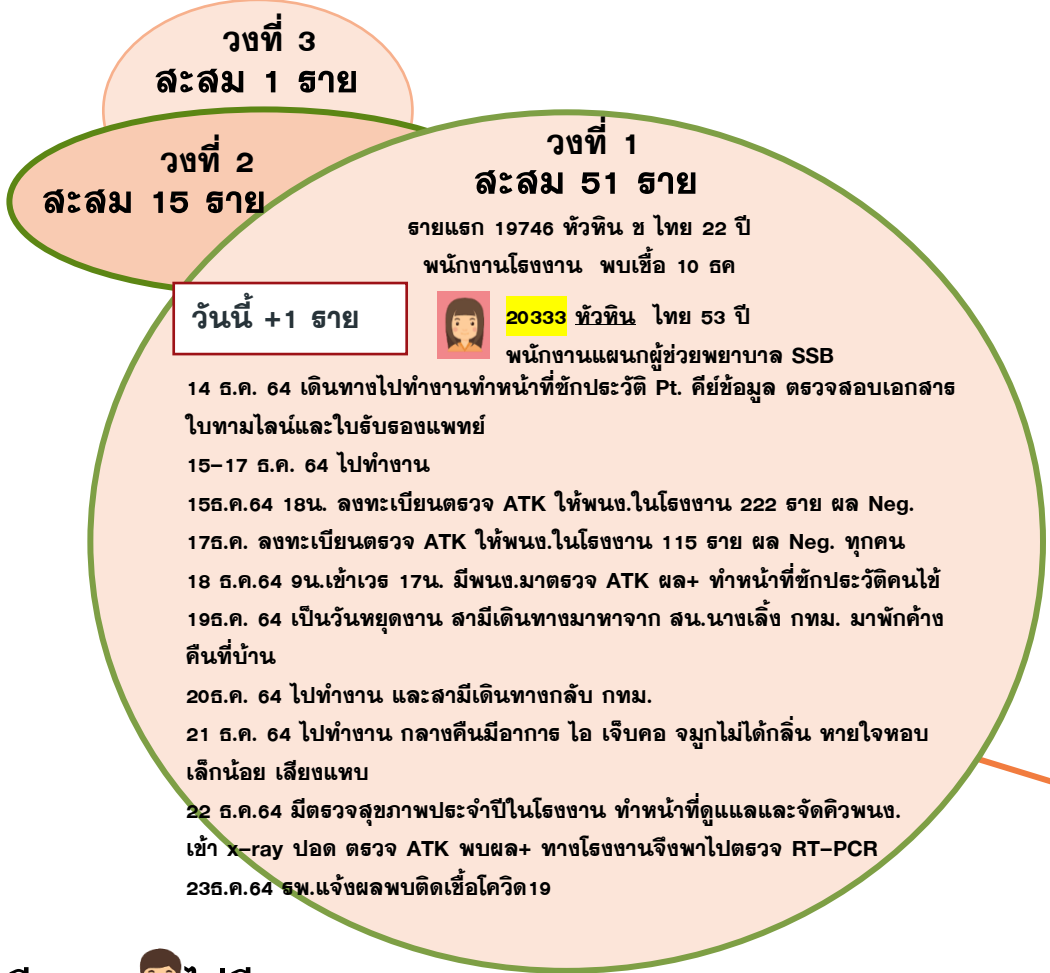 วงที่ 3
สะสม 1 ราย
วงที่ 2
สะสม 15 ราย
วงที่ 1
สะสม 51 ราย
รายแรก 19746 หัวหิน ช ไทย 22 ปี
พนักงานโรงงาน พบเชื้อ 10 ธค
วันนี้ +1 ราย
20333 หัวหิน ไทย 53 ปี
พนักงานแผนกผู้ช่วยพยาบาล SSB
14 ธ.ค. 64 เดินทางไปทำงานทำหน้าที่ซักประวัติ Pt. คีย์ข้อมูล ตรวจสอบเอกสาร
ใบทามไลน์และใบรับรองแพทย์
15-17 ธ.ค. 64 ไปทำงาน
15ธ.ค.64 18น. ลงทะเบียนตรวจ ATK ให้พนง.ในโรงงาน 222 ราย ผล Neg.
17ธ.ค. ลงทะเบียนตรวจ ATK ให้พนง.ในโรงงาน 115 ราย ผล Neg. ทุกคน
18 ธ.ค.64 9น.เข้าเวร 17น. มีพนง.มาตรวจ ATK ผล+ ทำหน้าที่ซักประวัติคนไข้
19ธ.ค. 64 เป็นวันหยุดงาน สามีเดินทางมาหาจาก สน.นางเลิ้ง กทม. มาพักค้าง
คืนที่บ้าน
20ธ.ค. 64 ไปทำงาน และสามีเดินทางกลับ กทม.
21 ธ.ค. 64 ไปทำงาน กลางคืนมีอาการ ไอ เจ็บคอ จมูกไม่ได้กลิ่น หายใจหอบ
เล็กน้อย เสียงแหบ
22 ธ.ค.64 มีตรวจสุขภาพประจำปีในโรงงาน ทำหน้าที่ดูแแลและจัดคิวพนง.
เข้า x-ray ปอด ตรวจ ATK พบผล+ ทางโรงงานจึงพาไปตรวจ RT-PCR
23ธ.ค.64 รพ.แจ้งผลพบติดเชื้อโควิด19